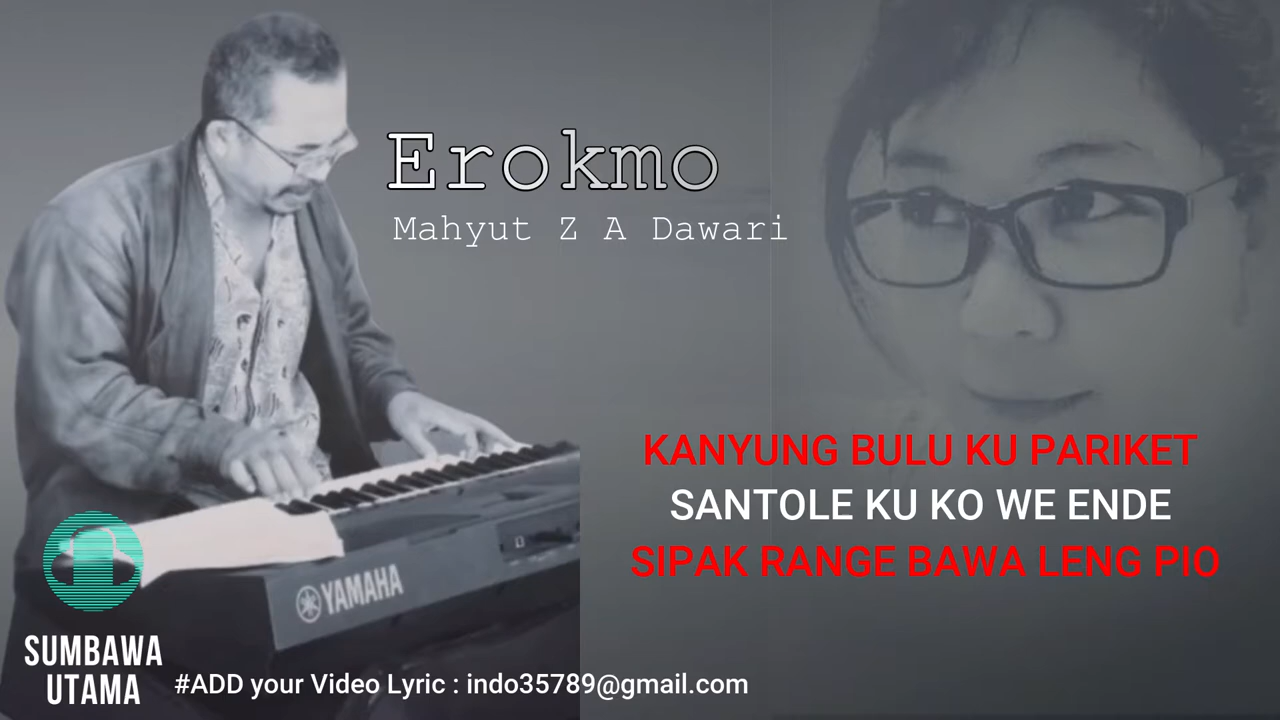 Erokmo
Mahyut Z A Dawari
KANYUNG BULU KU PARIKET
SANTOLE KU KO WE ENDE
SIPAK RANGE BAWA LENG PIO
YAMAHA
SUMBAWA
UTAMA
#ADD your Video Lyric : indo35789@gmail.com